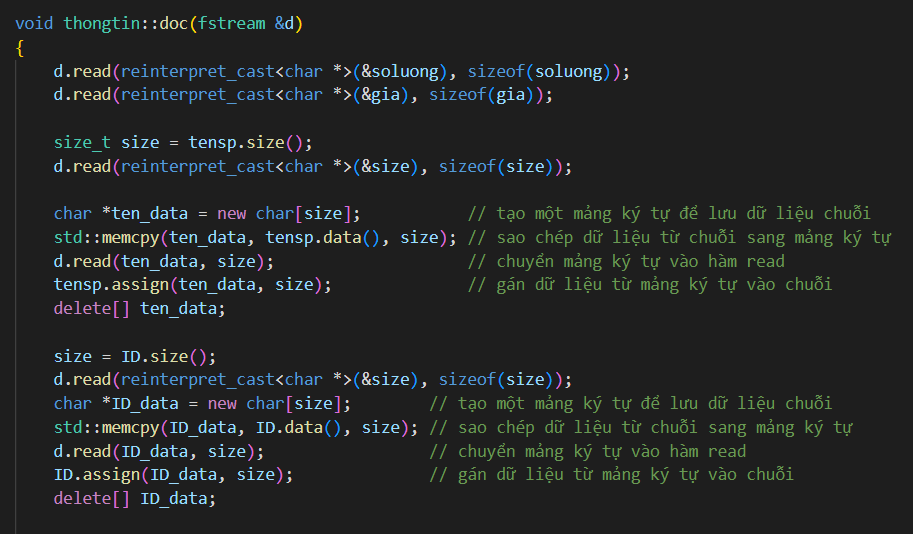 void thongtin::doc(fstream &d)
{
    d.read(reinterpret_cast<char *>(&soluong), sizeof(soluong));
    d.read(reinterpret_cast<char *>(&gia), sizeof(gia));

    size_t size = tensp.size();
    d.read(reinterpret_cast<char *>(&size), sizeof(size));

    char *ten_data = new char[size];           // tạo một mảng ký tự để lưu dữ liệu chuỗi
    std::memcpy(ten_data, tensp.data(), size); // sao chép dữ liệu từ chuỗi sang mảng ký tự
    d.read(ten_data, size);                    // chuyển mảng ký tự vào hàm read
    tensp.assign(ten_data, size);              // gán dữ liệu từ mảng ký tự vào chuỗi
    delete[] ten_data;

    size = ID.size();
    d.read(reinterpret_cast<char *>(&size), sizeof(size));
    char *ID_data = new char[size];        // tạo một mảng ký tự để lưu dữ liệu chuỗi
    std::memcpy(ID_data, ID.data(), size); // sao chép dữ liệu từ chuỗi sang mảng ký tự
    d.read(ID_data, size);                 // chuyển mảng ký tự vào hàm read
    ID.assign(ID_data, size);              // gán dữ liệu từ mảng ký tự vào chuỗi
    delete[] ID_data;